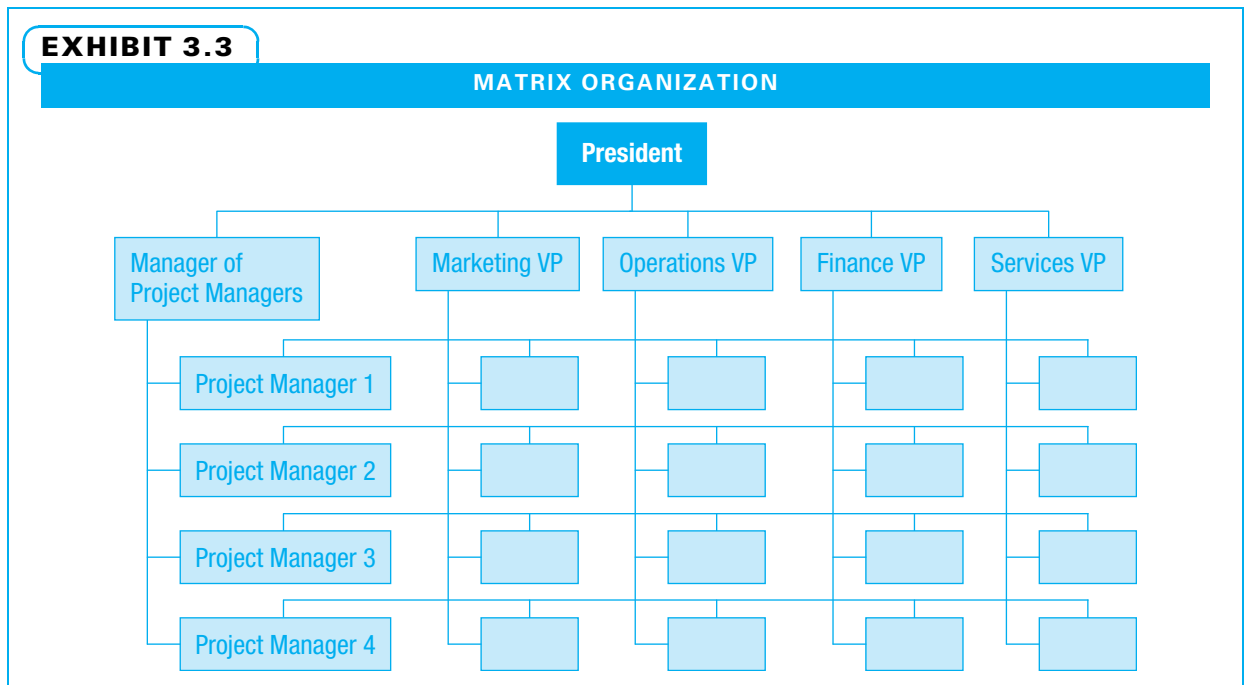 EXHIBIT 3.3
MATRIX ORGANIZATION
President
Manager of
Project Managers
Marketing VP
Operations VP
Finance VP
Services VP
Project Manager 1
Project Manager 2
Project Manager 3
Project Manager 4